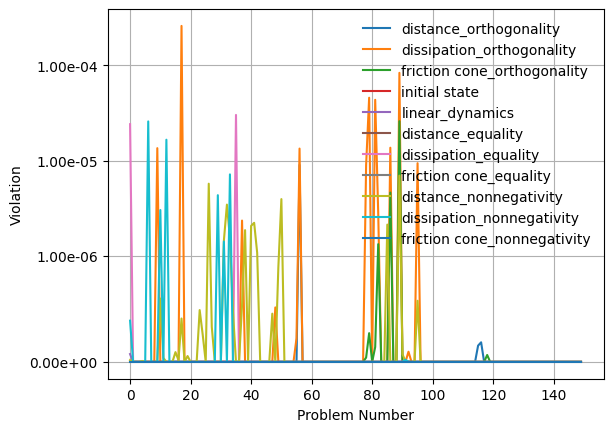 distance_orthogonality
dissipation_orthogonality
friction cone_orthogonality
initial state
linear_dynamics
distance_equality
dissipation_equality
friction cone_equality
distance_nonnegativity
dissipation_nonnegativity
friction cone_nonnegativity
1.00e-04
1.00e-05
1.00e-06
0.00e+00
Violation
0 20 40 60 80 100 120 140
Problem Number